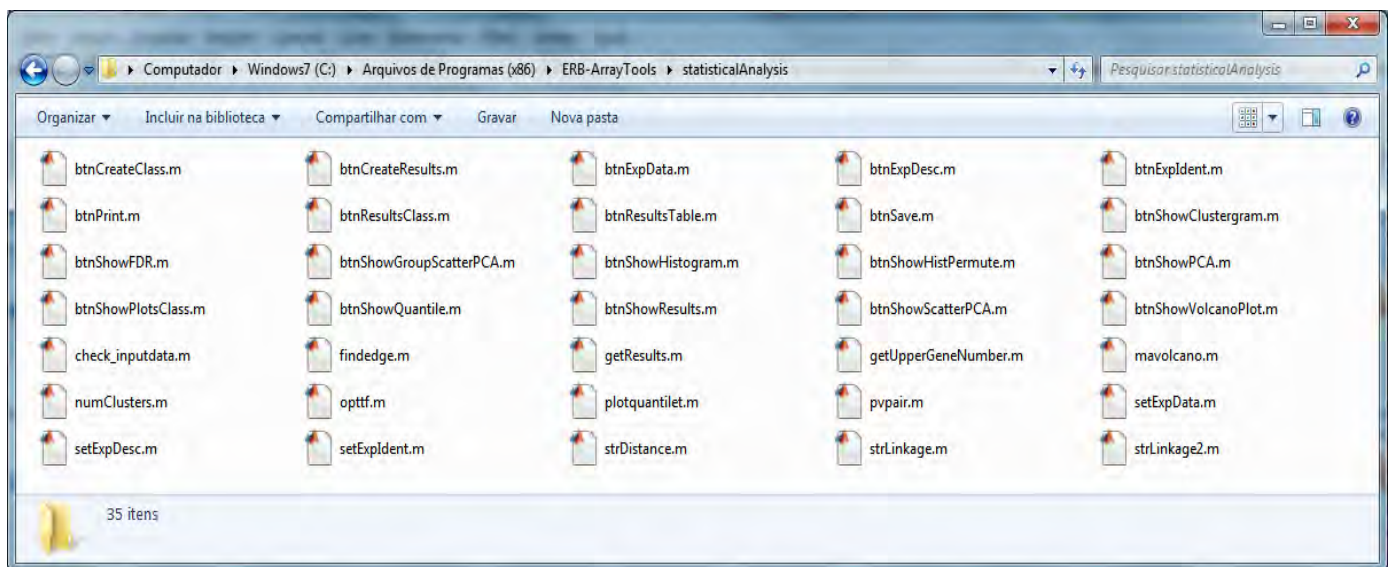 Computador Windows7 (C:) Arquivos de Programas (x86) ERB-ArrayTools statisticalAnalysis Pesquisar statisticalAnalysis
Organizar Incluir na biblioteca Compartilhar com Gravar Nova pasta
btnCreateClass.m btnCreateResults.m btnExpData.m btnExpDesc.m btnExpIdent.m
btnPrint.m btnResultsClass.m btnResultsTable.m btnSave.m btnShowClustergram.m
btnShowFDR.m btnShowGroupScatterPCA.m btnShowHistogram.m btnShowHistPermute.m btnShowPCA.m
btnShowPlotsClass.m btnShowQuantile.m btnShowResults.m btnShowScatterPCA.m btnShowVolcanoPlot.m
check_inputdata.m findedge.m getResults.m getUpperGeneNumber.m mavolcano.m
numClusters.m opttf.m plotquantilet.m pvpair.m setExpData.m
setExpDesc.m setExpIdent.m strDistance.m strLinkage.m strLinkage2.m
35 itens